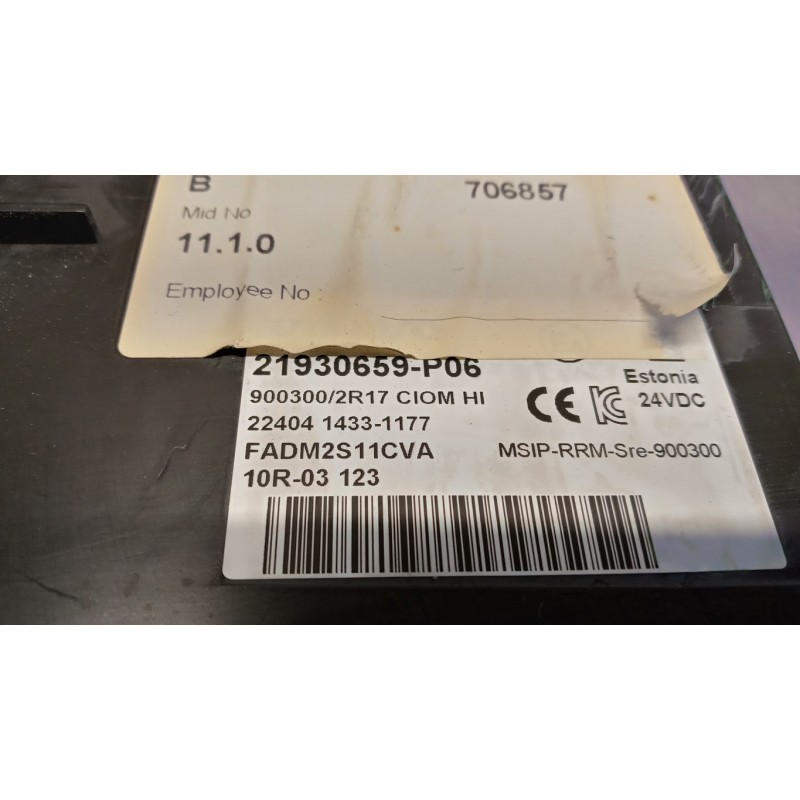 B 706857
Mid No
11.1.0
Employee No :
21930659-P06
Estonia
900300/2R17 CIOM HI
24VDC
22404 1433-1177
FADM2S11CVA
MSIP-RRM-Sre-900300
10R-03 123